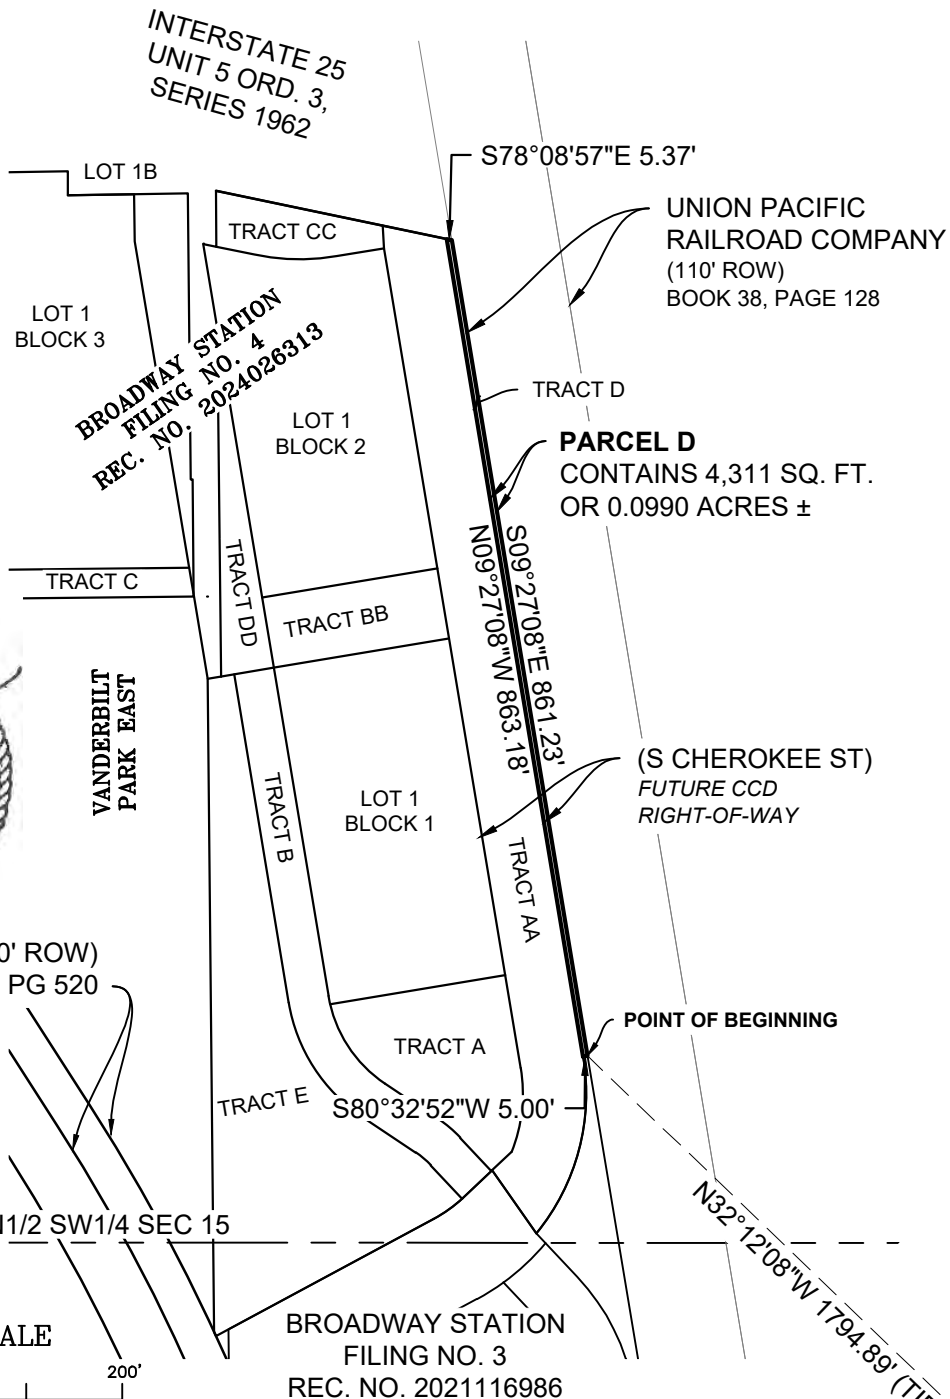 INTERSTATE 25
UNIT 5 ORD. 3,
SERIES 1962
S78°08'57"E 5.37'
LOT 1B
UNION PACIFIC
RAILROAD COMPANY
(110' ROW)
BOOK 38, PAGE 128
TRACT CC
LOT 1
BLOCK 3
BROADWAY STATION
FILING NO. 4
REC. NO. 2024026313
TRACT D
LOT 1
BLOCK 2
PARCEL D
CONTAINS 4,311 SQ. FT.
OR 0.0990 ACRES ±
S09°27'08"E 861.23'
N09°27'08"W 863.18'
TRACT C
TRACT DD
TRACT BB
VANDERBILT
PARK EAST
(S CHEROKEE ST)
FUTURE CCD
RIGHT-OF-WAY
TRACT B
LOT 1
BLOCK 1
TRACT AA
0' ROW)
PG 520
POINT OF BEGINNING
TRACT A
TRACT E
S80°32'52"W 5.00'
N32°12'08"W 1794.89' (TIE
N1/2 SW1/4 SEC 15
BROADWAY STATION
FILING NO. 3
REC. NO. 2021116986
ALE
200'